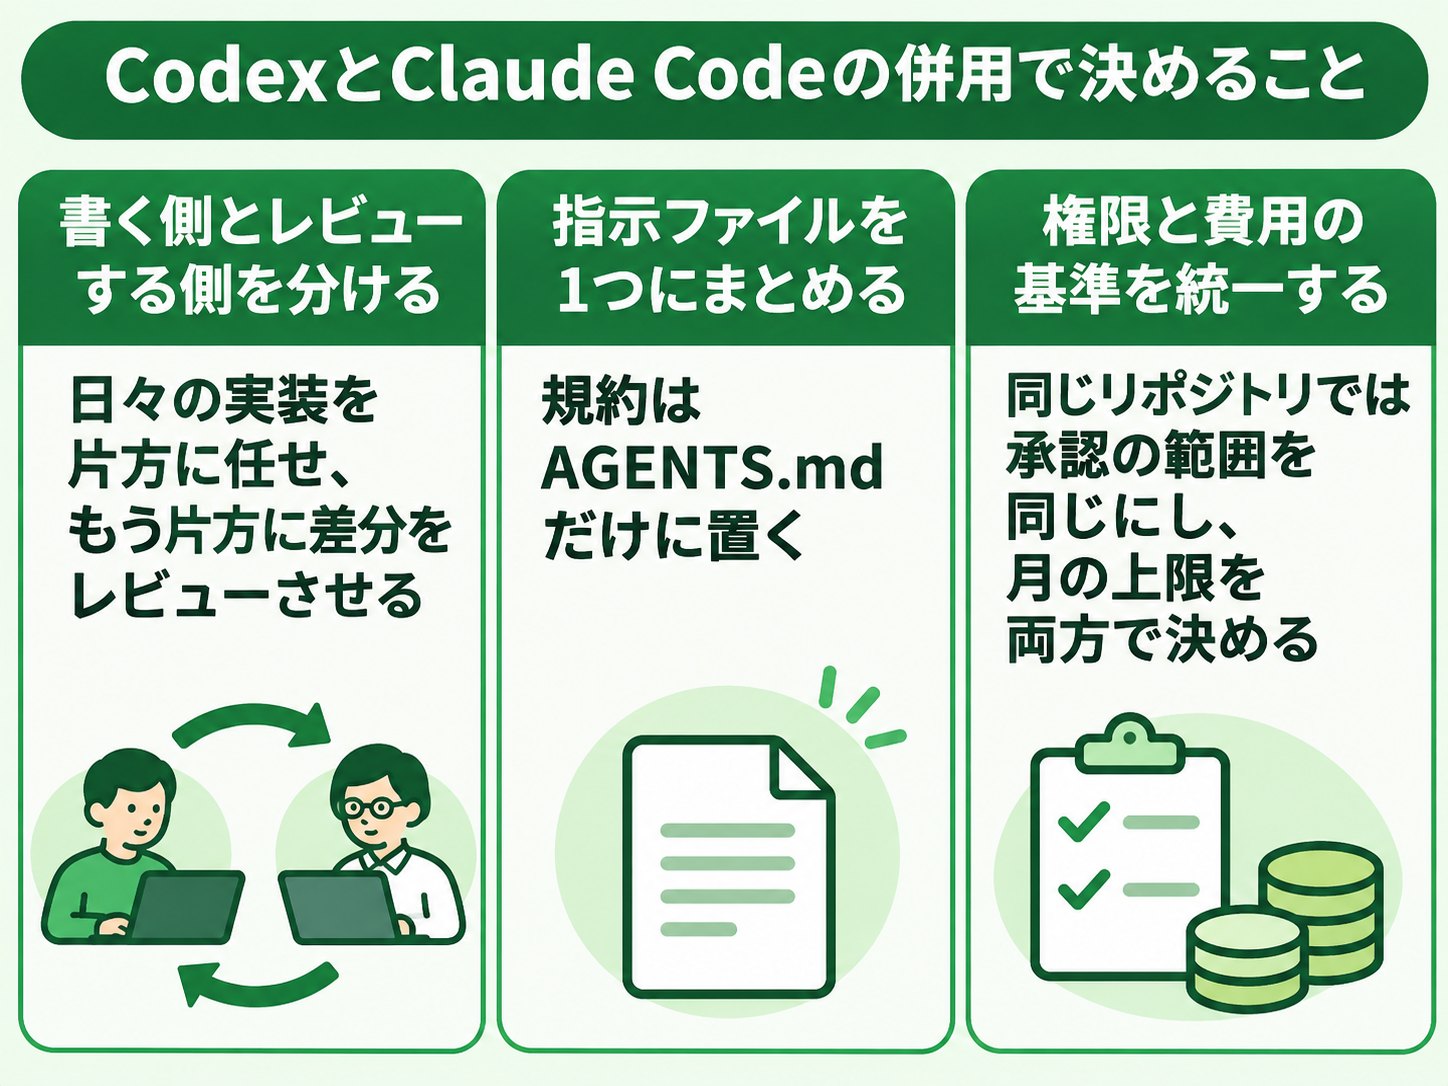 CodexとClaude Codeの併用で決めること
書く側とレビュー
する側を分ける
日々の実装を
片方に任せ、
もう片方に差分を
レビューさせる
指示ファイルを
1つにまとめる
規約は
AGENTS.md
だけに置く
権限と費用の
基準を統一する
同じリポジトリでは
承認の範囲を
同じにし、
月の上限を
両方で決める